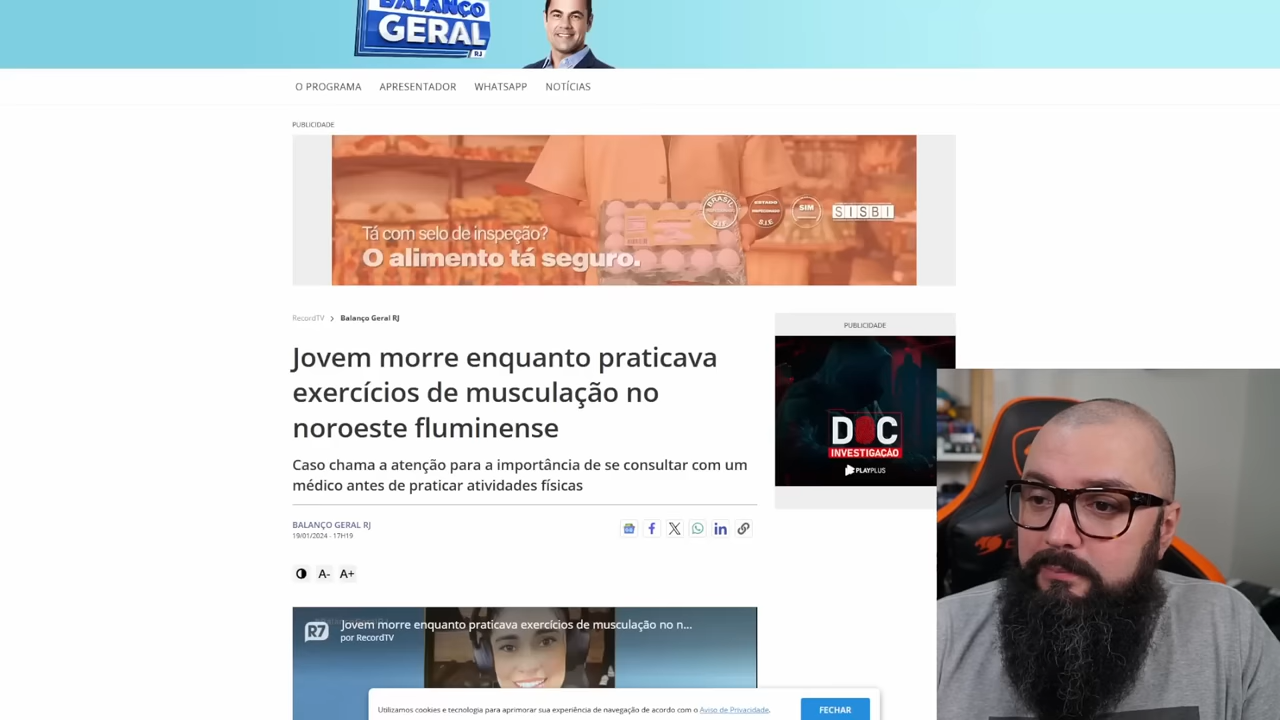 BALANÇO
GERAL
RJ
O PROGRAMA
APRESENTADOR
WHATSAPP
NOTÍCIAS
PUBLICIDADE
BRASIL
S.I.F.
ESTADO
S.I.E.
SIM
SISBI
Tá com selo de inspeção?
O alimento tá seguro.
RecordTV > Balanço Geral RJ
PUBLICIDADE
DOC
INVESTIGAÇÃO
PLAYPLUS
Jovem morre enquanto praticava
exercícios de musculação no
noroeste fluminense
Caso chama a atenção para a importância de se consultar com um
médico antes de praticar atividades físicas
BALANÇO GERAL RJ
19/01/2024 - 17H19
A-
A+
R7
Jovem morre enquanto praticava exercícios de musculação no n...
por RecordTV
Utilizamos cookies e tecnologia para aprimorar sua experiência de navegação de acordo com o Aviso de Privacidade.
FECHAR